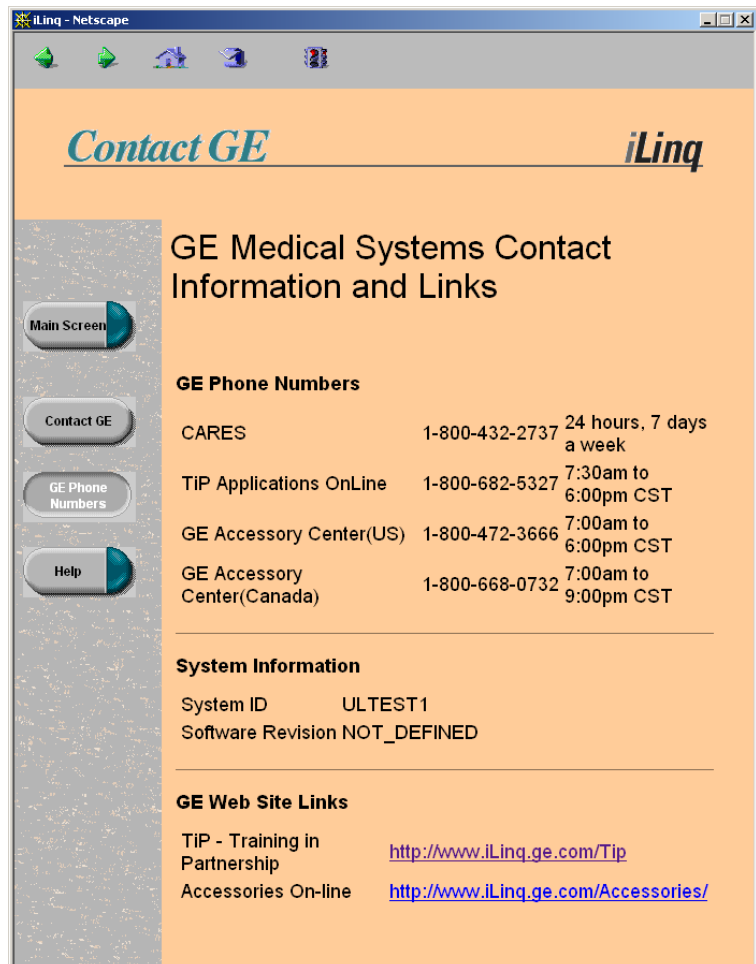 iLinq - Netscape
Contact GE
iLinq
GE Medical Systems Contact
Information and Links
Main Screen
Contact GE
GE Phone
Numbers
Help
GE Phone Numbers
CARES 1-800-432-2737 24 hours, 7 days
a week
TiP Applications OnLine 1-800-682-5327 7:30am to
6:00pm CST
GE Accessory Center(US) 1-800-472-3666 7:00am to
6:00pm CST
GE Accessory
Center(Canada) 1-800-668-0732 7:00am to
9:00pm CST
System Information
System ID ULTEST1
Software Revision NOT_DEFINED
GE Web Site Links
TiP - Training in
Partnership http://www.iLinq.ge.com/Tip
Accessories On-line http://www.iLinq.ge.com/Accessories/